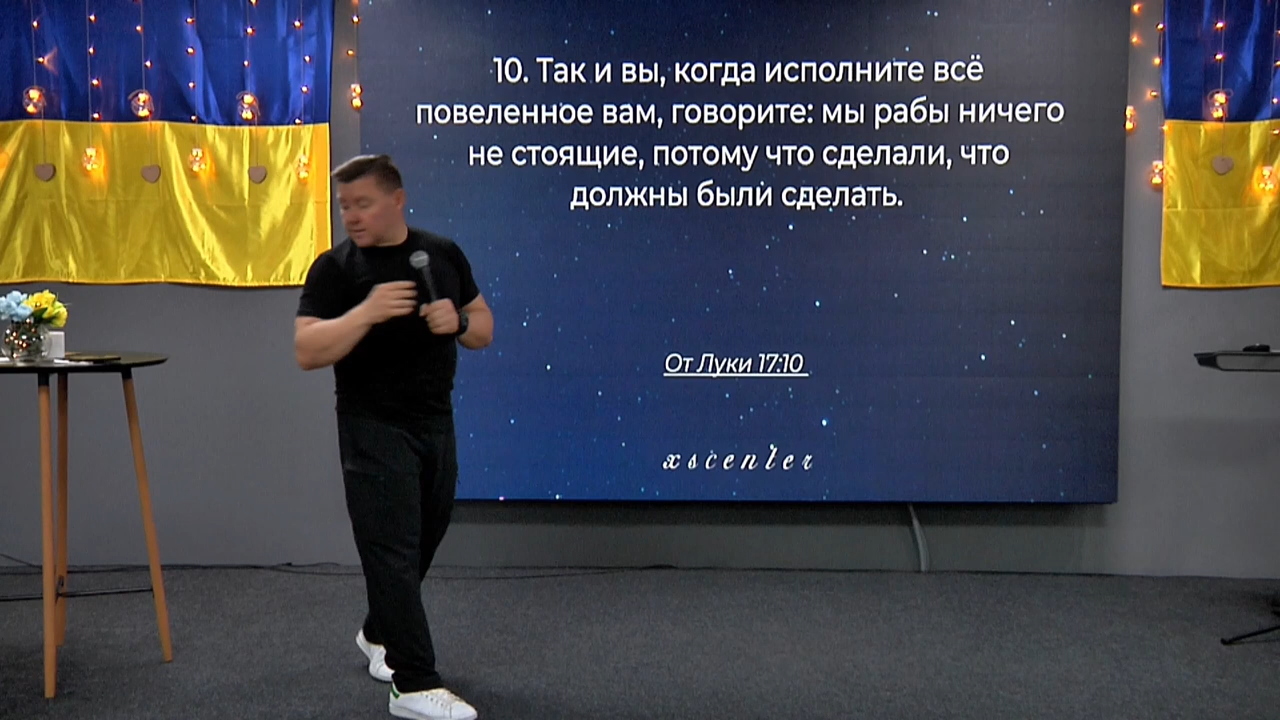 10. Так и вы, когда исполните всё
повеленное вам, говорите: мы рабы ничего
не стоящие, потому что сделали, что
должны были сделать.
От Луки 17:10
xscenter